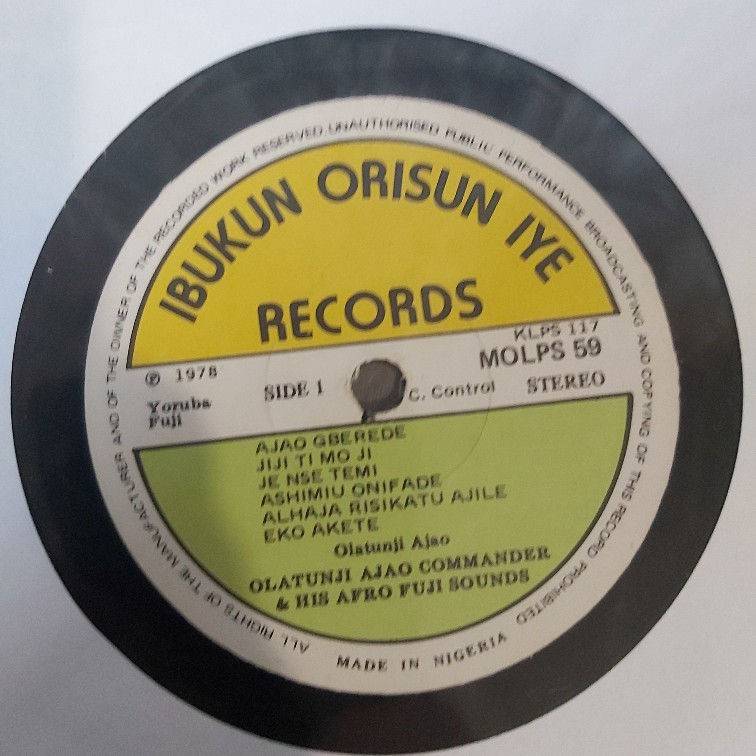 ALL RIGHTS OF THE MANUFACTURER AND OF THE OWNER OF THE RECORDED WORK RESERVED. UNAUTHORISED PUBLIC PERFORMANCE BROADCASTING AND COPYING OF THIS RECORD PROHIBITED
IBUKUN ORISUN IYE
RECORDS
KLPS 117
MOLPS 59
℗ 1978
SIDE 1
C. Control
STEREO
Yoruba
Fuji
AJAO GBEREDE
JIJI TI MO JI
JE NSE TEMI
ASHIMIU ONIFADE
ALHAJA RISIKATU AJILE
EKO AKETE
Olatunji Ajao
OLATUNJI AJAO COMMANDER
& HIS AFRO FUJI SOUNDS
MADE IN NIGERIA